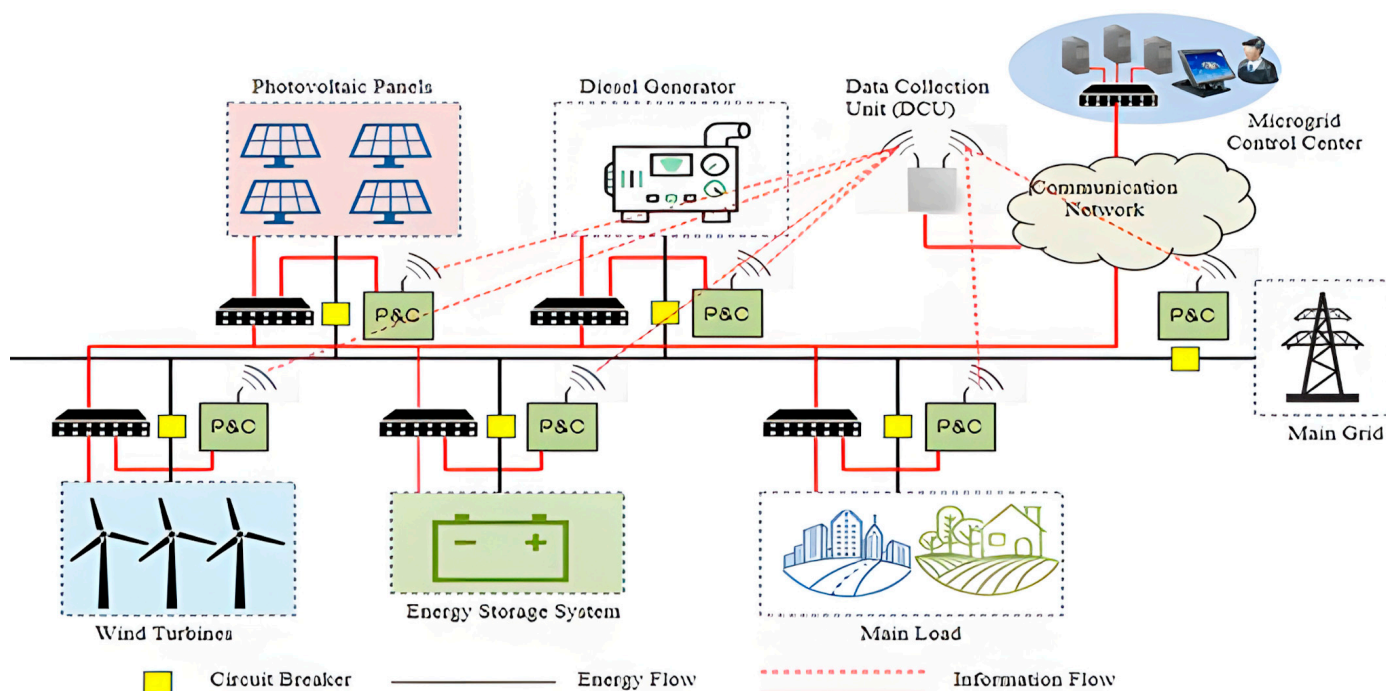 Photovoltaic Panels
Diesel Generator
Data Collection
Unit (DCU)
Microgrid
Control Center
Communication
Network
P&C
P&C
P&C
P&C
P&C
P&C
Main Grid
Wind Turbines
Energy Storage System
Main Load
Circuit Breaker
Energy Flow
Information Flow